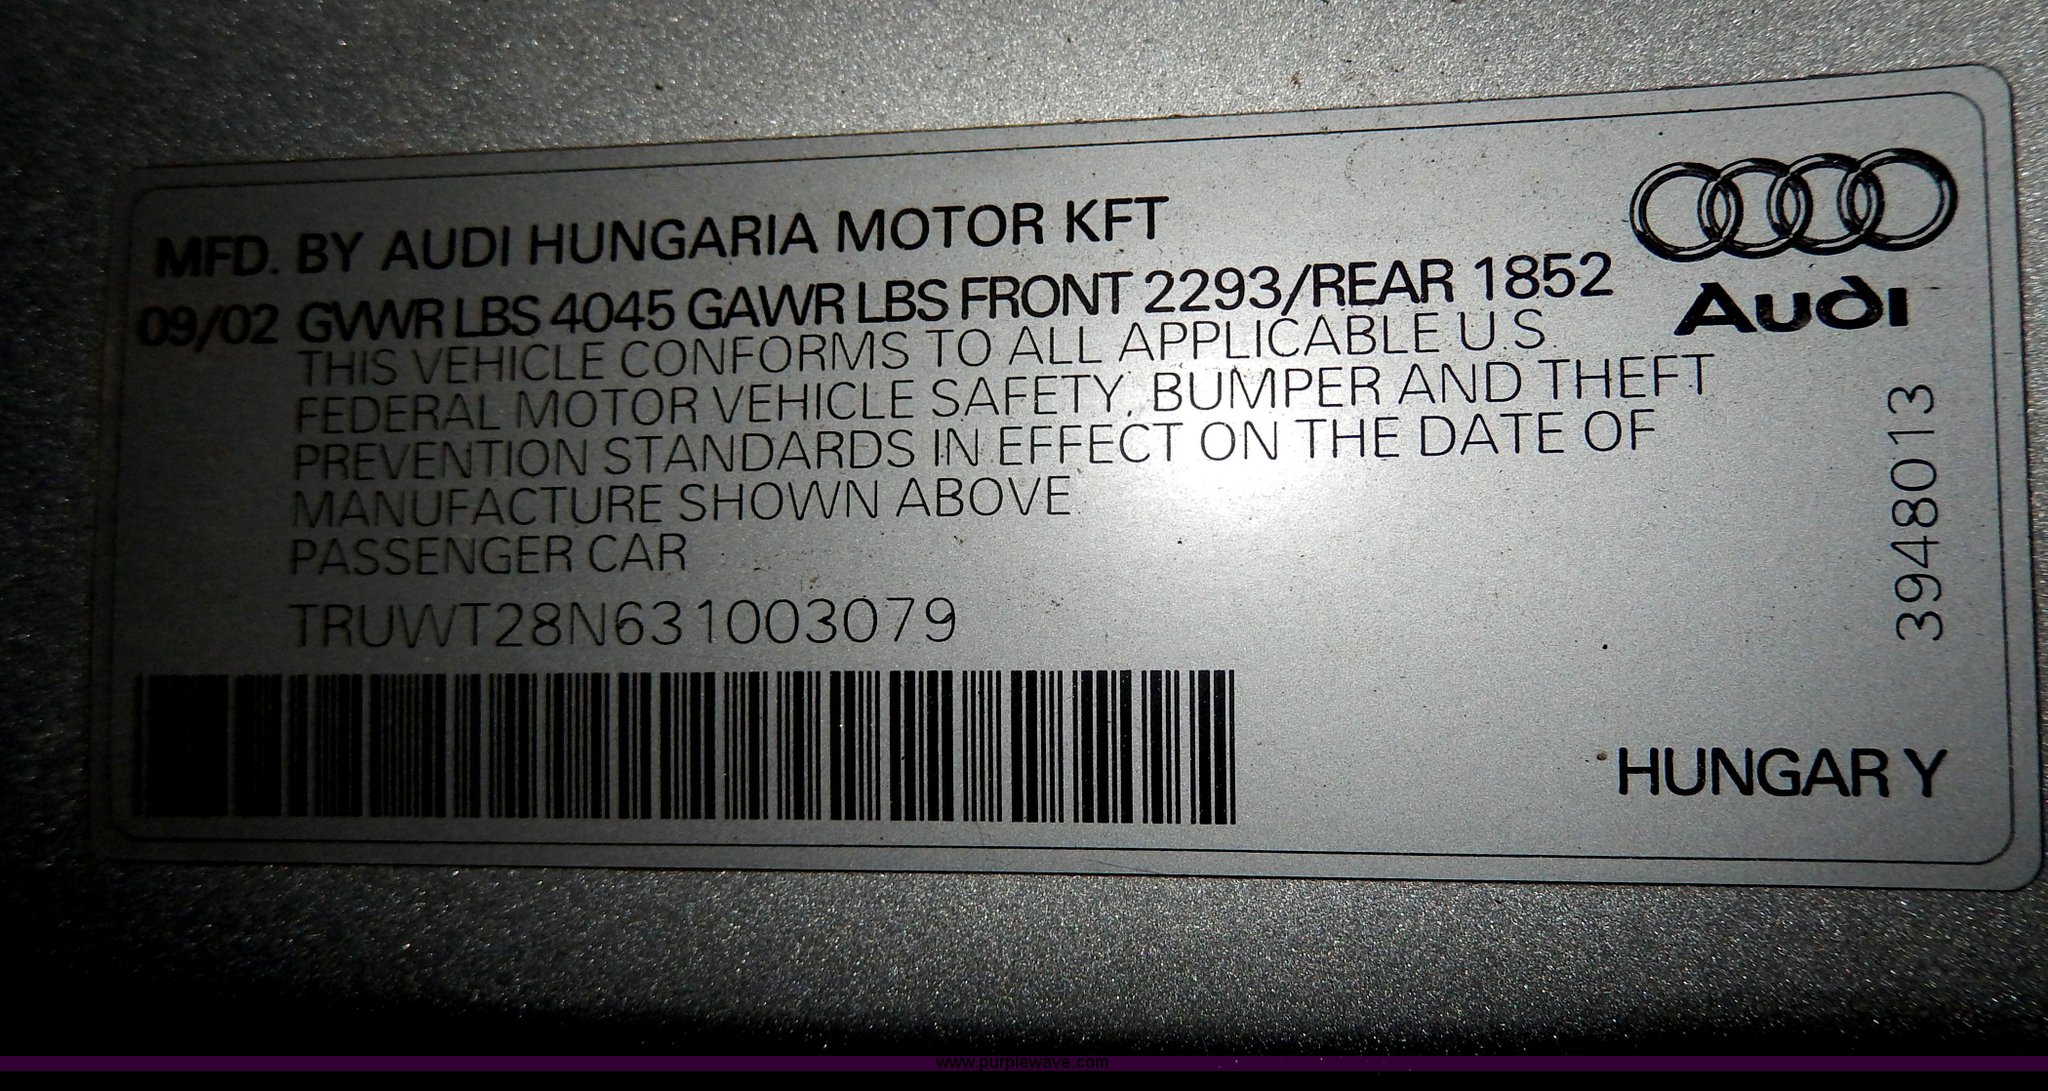 MFD. BY AUDI HUNGARIA MOTOR KFT
09/02 GVWR LBS 4045 GAWR LBS FRONT 2293/REAR 1852
THIS VEHICLE CONFORMS TO ALL APPLICABLE U.S.
FEDERAL MOTOR VEHICLE SAFETY, BUMPER AND THEFT
PREVENTION STANDARDS IN EFFECT ON THE DATE OF
MANUFACTURE SHOWN ABOVE
PASSENGER CAR
TRUWT28N631003079
Audi
3948013
HUNGARY
www.purplewave.com